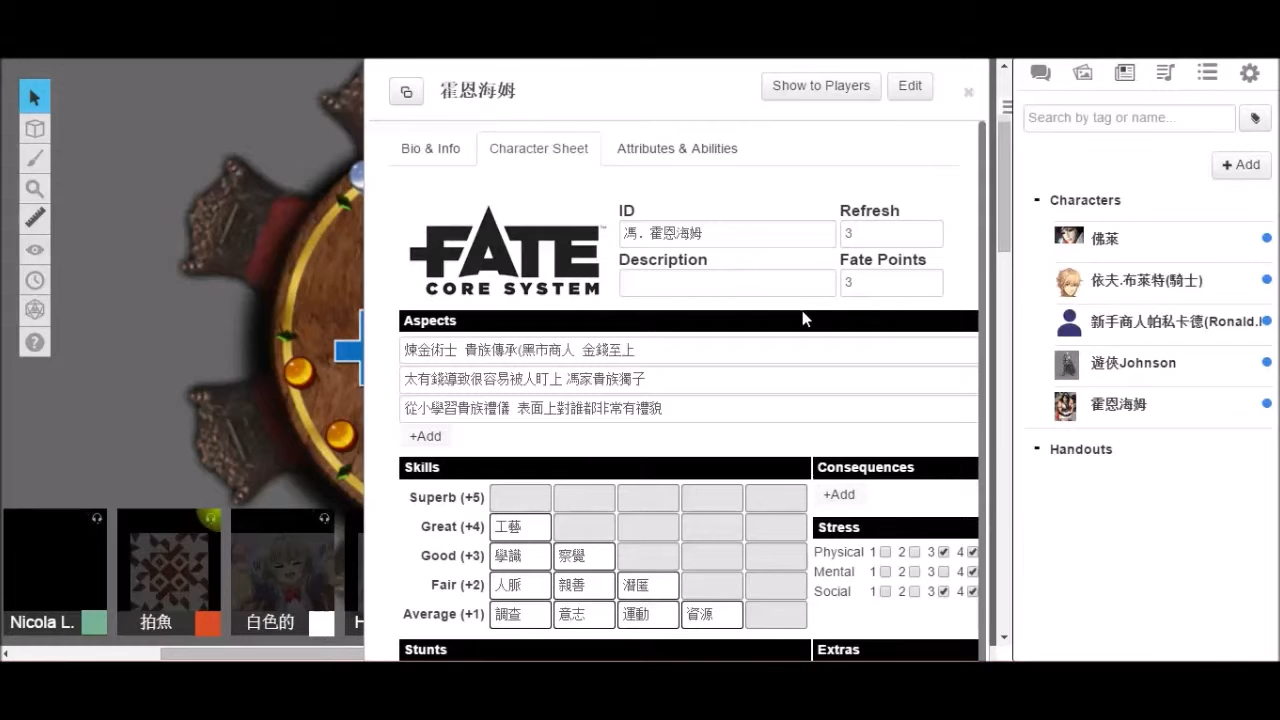 霍恩海姆
Show to Players
Edit
Bio & Info
Character Sheet
Attributes & Abilities
FATE
CORE SYSTEM
™
ID
Refresh
馮. 霍恩海姆
3
Description
Fate Points
3
Aspects
煉金術士 貴族傳承(黑市商人 金錢至上
太有錢導致很容易被人盯上 馮家貴族獨子
從小學習貴族禮儀 表面上對誰都非常有禮貌
+Add
Skills
Superb (+5)
Great (+4)
工藝
Good (+3)
學識
察覺
Fair (+2)
人脈
親善
潛匿
Average (+1)
調查
意志
運動
資源
Stunts
Consequences
+Add
Stress
Physical 1 2 3 4
Mental 1 2 3 4
Social 1 2 3 4
Extras
Search by tag or name...
+ Add
Characters
佛萊
依夫.布萊特(騎士)
新手商人帕私卡德(Ronald.
遊俠Johnson
霍恩海姆
Handouts
Nicola L.
拍魚
白色的
H